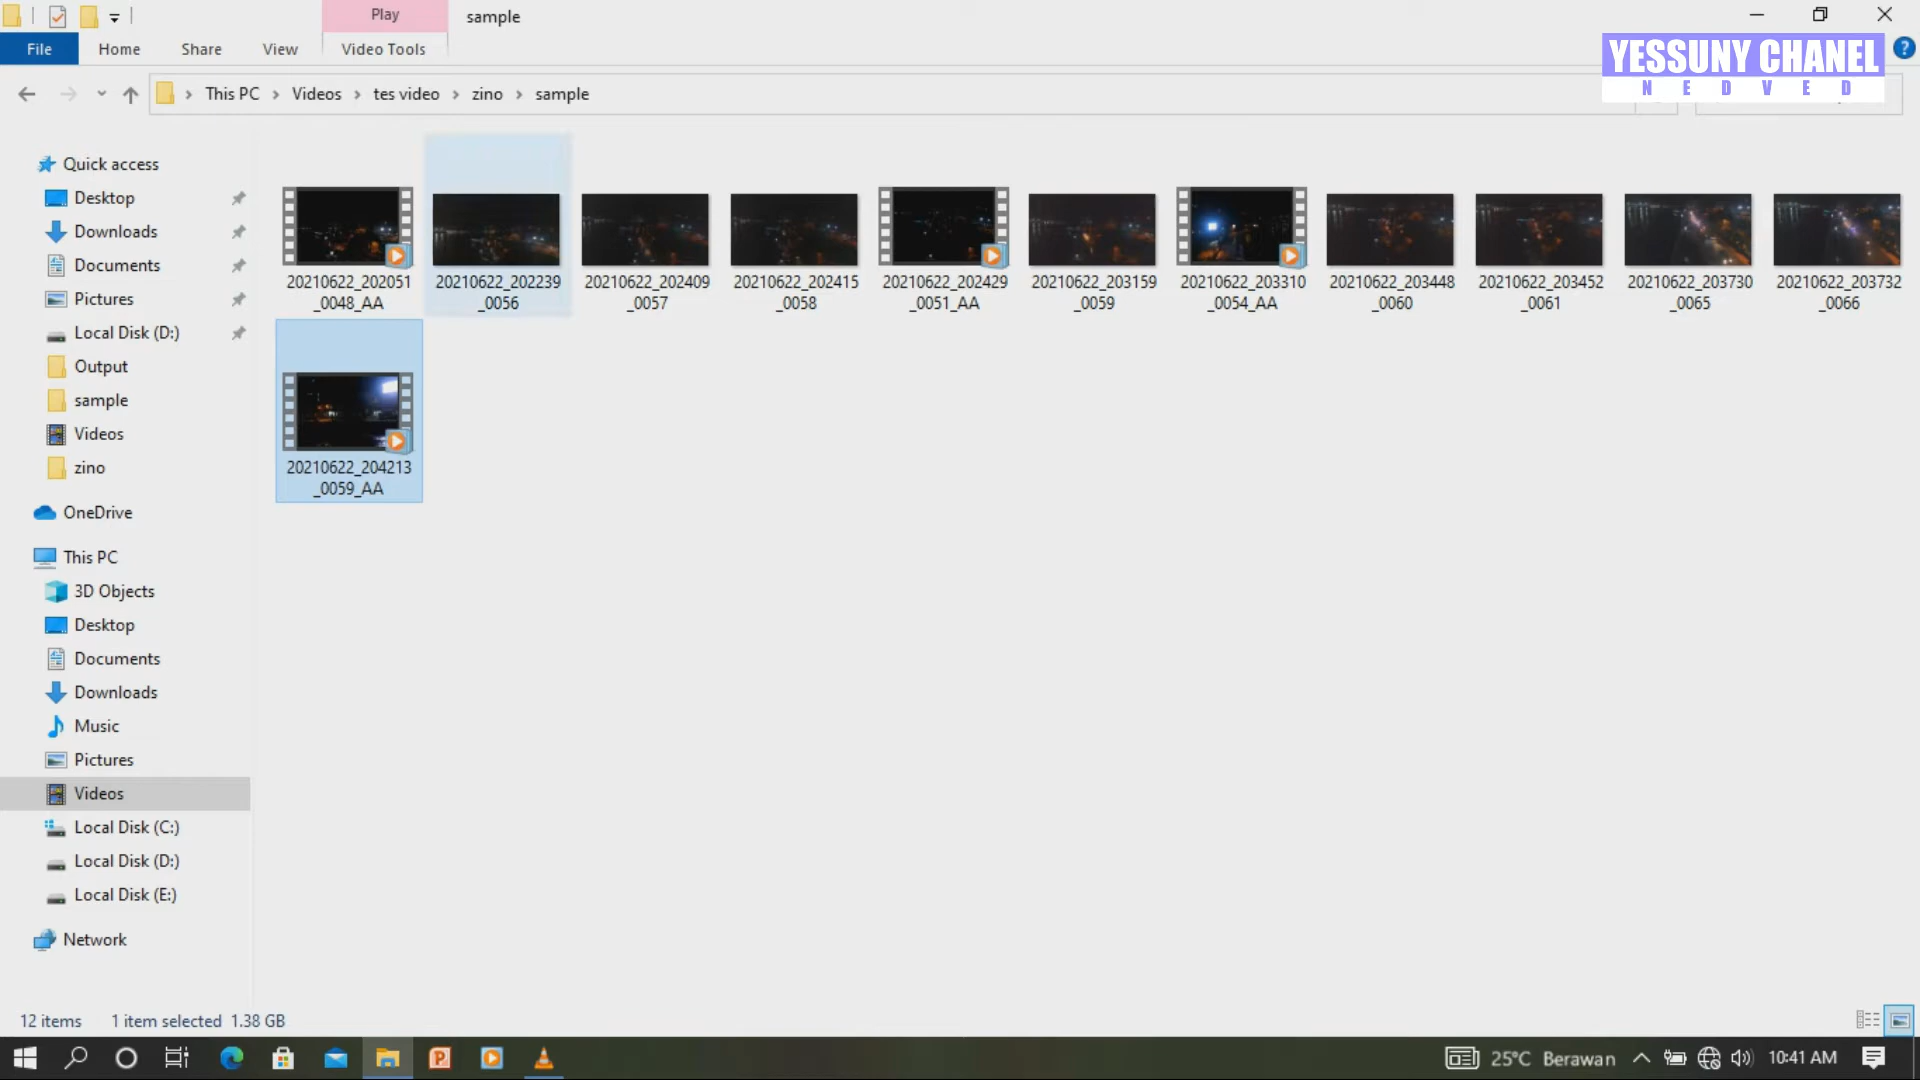 Play
sample
File
Home
Share
View
Video Tools
YESSUNY CHANEL
NEDVED
This PC
Videos
tes video
zino
sample
Quick access
Desktop
Downloads
Documents
Pictures
Local Disk (D:)
Output
sample
Videos
zino
OneDrive
This PC
3D Objects
Desktop
Documents
Downloads
Music
Pictures
Videos
Local Disk (C:)
Local Disk (D:)
Local Disk (E:)
Network
20210622_202051
_0048_AA
20210622_202239
_0056
20210622_202409
_0057
20210622_202415
_0058
20210622_202429
_0051_AA
20210622_203159
_0059
20210622_203310
_0054_AA
20210622_203448
_0060
20210622_203452
_0061
20210622_203730
_0065
20210622_203732
_0066
20210622_204213
_0059_AA
12 items 1 item selected 1.38 GB
25°C Berawan
10:41 AM